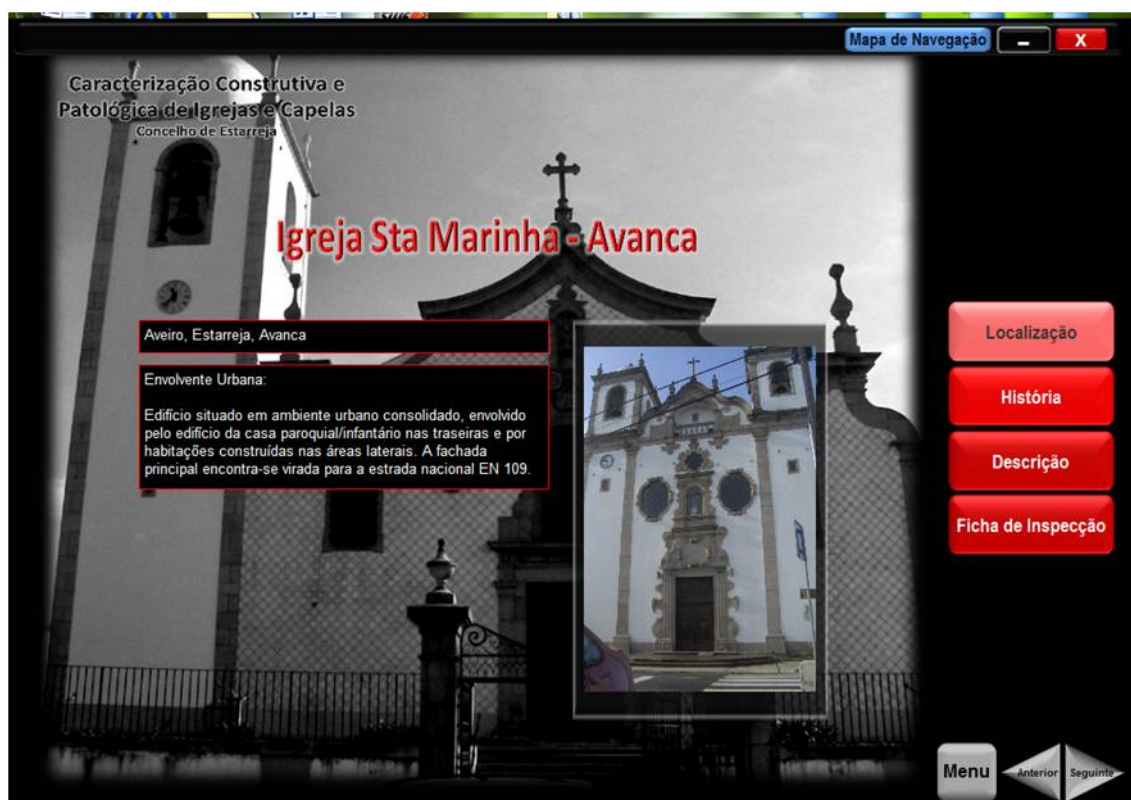 Mapa de Navegação
X
Caracterização Construtiva e
Patológica de Igrejas e Capelas
Concelho de Estarreja
Igreja Sta Marinha - Avanca
Aveiro, Estarreja, Avanca
Envolvente Urbana:
Edifício situado em ambiente urbano consolidado, envolvido
pelo edifício da casa paroquial/infantário nas traseiras e por
habitações construídas nas áreas laterais. A fachada
principal encontra-se virada para a estrada nacional EN 109.
Localização
História
Descrição
Ficha de Inspecção
Menu
Anterior
Seguinte